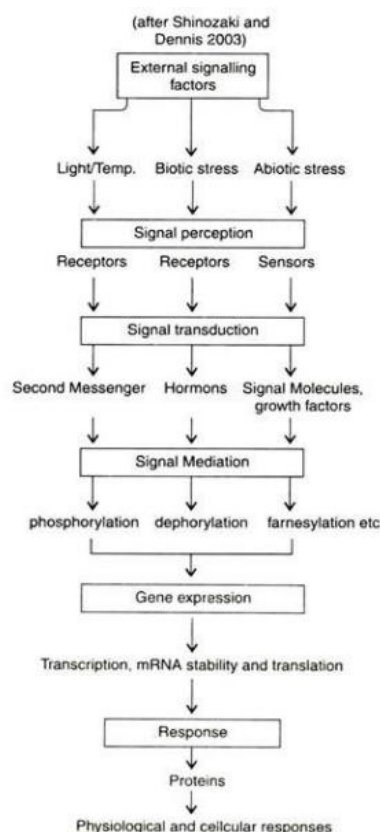 (after Shinozaki and
Dennis 2003)
External signalling
factors
Light/Temp. Biotic stress Abiotic stress
Signal perception
Receptors Receptors Sensors
Signal transduction
Second Messenger Hormons Signal Molecules,
growth factors
Signal Mediation
phosphorylation dephorylation farnesylation etc
Gene expression
Transcription, mRNA stability and translation
Response
Proteins
Physiological and cellcular responses